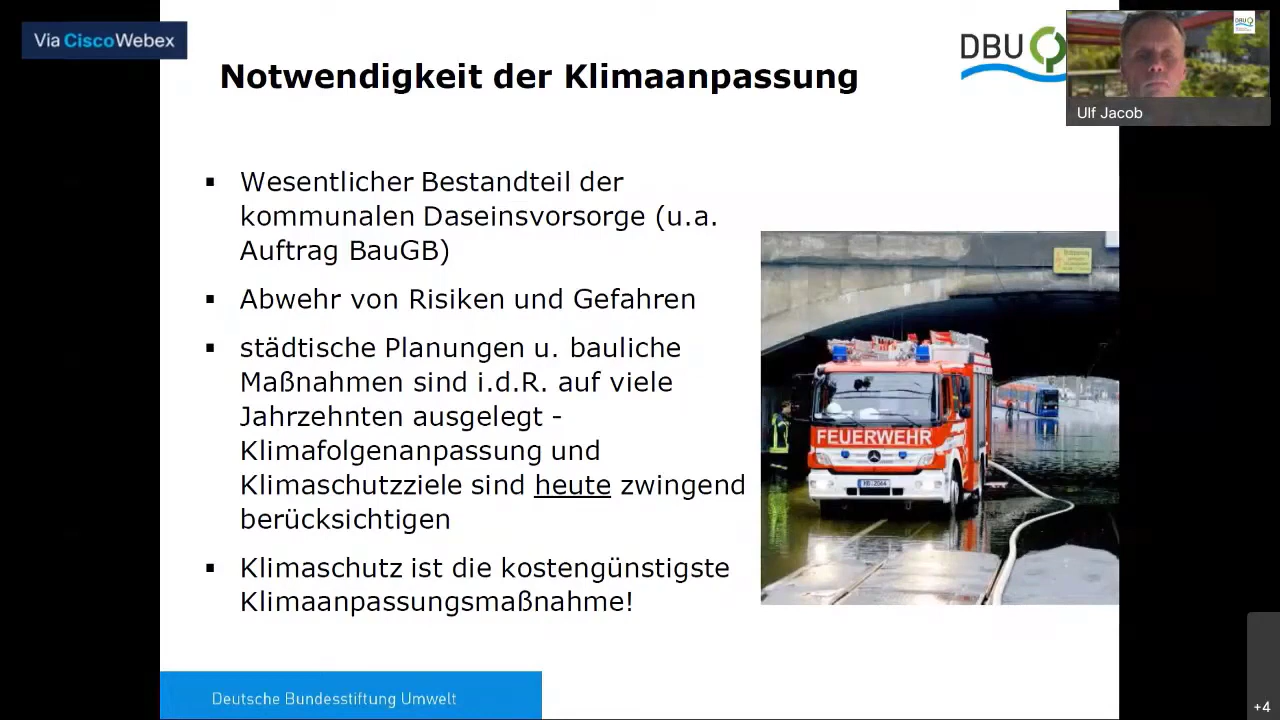 Via CiscoWebex
Notwendigkeit der Klimaanpassung
DBU
Ulf Jacob
▪ Wesentlicher Bestandteil der
kommunalen Daseinsvorsorge (u.a.
Auftrag BauGB)
▪ Abwehr von Risiken und Gefahren
▪ städtische Planungen u. bauliche
Maßnahmen sind i.d.R. auf viele
Jahrzehnten ausgelegt -
Klimafolgenanpassung und
Klimaschutzziele sind heute zwingend
berücksichtigen
▪ Klimaschutz ist die kostengünstigste
Klimaanpassungsmaßnahme!
FEUERWEHR
Deutsche Bundesstiftung Umwelt
+4